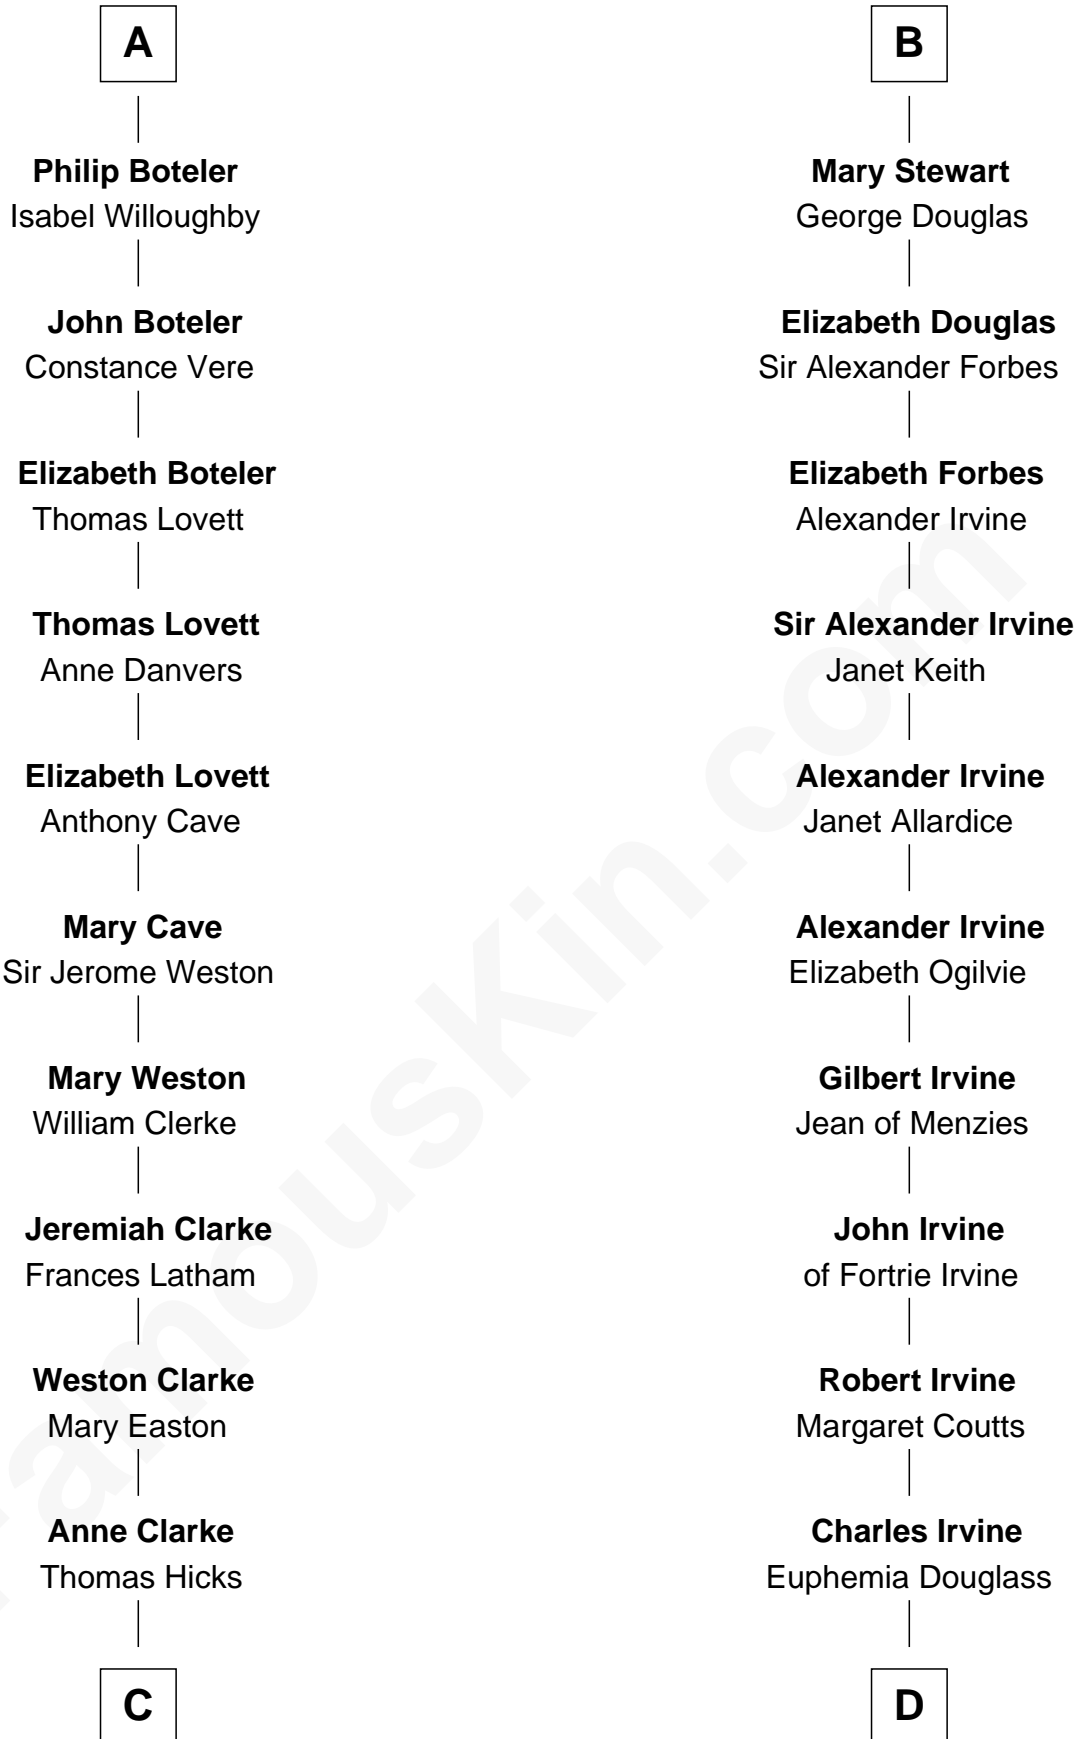 A
Philip Boteler
Isabel Willoughby
John Boteler
Constance Vere
Elizabeth Boteler
Thomas Lovett
Thomas Lovett
Anne Danvers
Elizabeth Lovett
Anthony Cave
Mary Cave
Sir Jerome Weston
Mary Weston
William Clerke
Jeremiah Clarke
Frances Latham
Weston Clarke
Mary Easton
Anne Clarke
Thomas Hicks
C
B
Mary Stewart
George Douglas
Elizabeth Douglas
Sir Alexander Forbes
Elizabeth Forbes
Alexander Irvine
Sir Alexander Irvine
Janet Keith
Alexander Irvine
Janet Allardice
Alexander Irvine
Elizabeth Ogilvie
Gilbert Irvine
Jean of Menzies
John Irvine
of Fortrie Irvine
Robert Irvine
Margaret Coutts
Charles Irvine
Euphemia Douglass
D
FamousKin.com